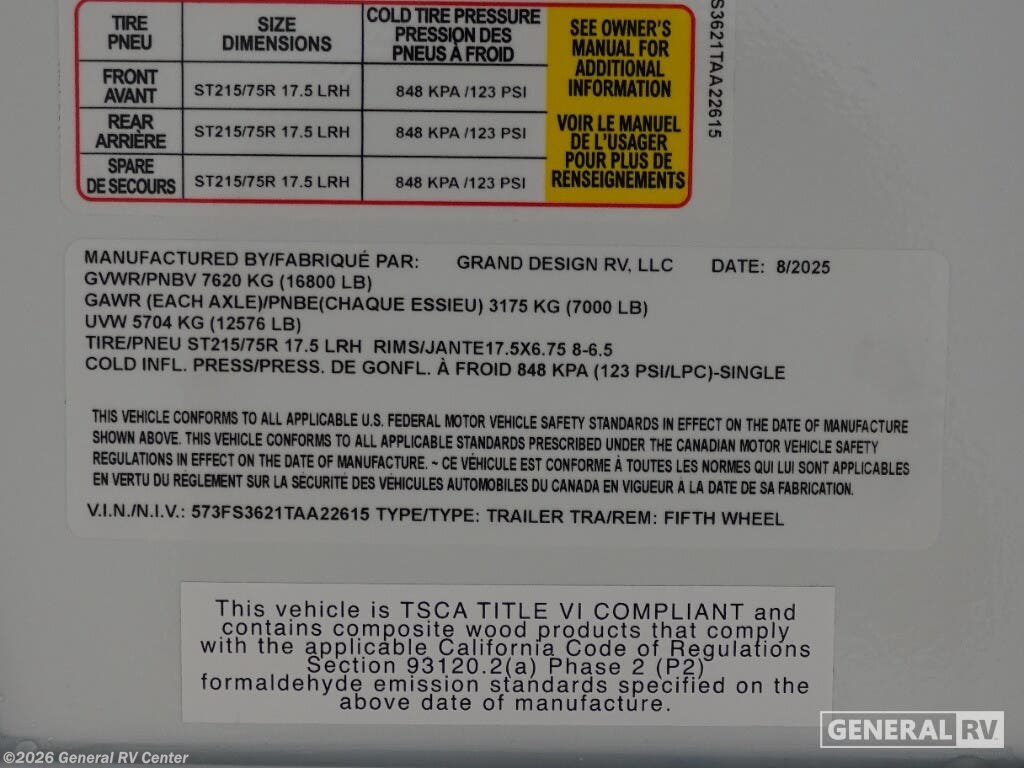 TIRE PNEU SIZE DIMENSIONS COLD TIRE PRESSURE PRESSION DES PNEUS À FROID
FRONT AVANT ST215/75R 17.5 LRH 848 KPA /123 PSI
REAR ARRIÈRE ST215/75R 17.5 LRH 848 KPA /123 PSI
SPARE DE SECOURS ST215/75R 17.5 LRH 848 KPA /123 PSI
SEE OWNER'S
MANUAL FOR
ADDITIONAL
INFORMATION
VOIR LE MANUEL
DE L'USAGER
POUR PLUS DE
RENSEIGNEMENTS
S3621TAA22615
MANUFACTURED BY/FABRIQUÉ PAR: GRAND DESIGN RV, LLC DATE: 8/2025
GVWR/PNBV 7620 KG (16800 LB)
GAWR (EACH AXLE)/PNBE(CHAQUE ESSIEU) 3175 KG (7000 LB)
UVW 5704 KG (12576 LB)
TIRE/PNEU ST215/75R 17.5 LRH RIMS/JANTE17.5X6.75 8-6.5
COLD INFL. PRESS/PRESS. DE GONFL. À FROID 848 KPA (123 PSI/LPC)-SINGLE
THIS VEHICLE CONFORMS TO ALL APPLICABLE U.S. FEDERAL MOTOR VEHICLE SAFETY STANDARDS IN EFFECT ON THE DATE OF MANUFACTURE
SHOWN ABOVE. THIS VEHICLE CONFORMS TO ALL APPLICABLE STANDARDS PRESCRIBED UNDER THE CANADIAN MOTOR VEHICLE SAFETY
REGULATIONS IN EFFECT ON THE DATE OF MANUFACTURE. ~ CE VÉHICULE EST CONFORME À TOUTES LES NORMES QUI LUI SONT APPLICABLES
EN VERTU DU RÈGLEMENT SUR LA SÉCURITÉ DES VÉHICULES AUTOMOBILES DU CANADA EN VIGUEUR À LA DATE DE SA FABRICATION.
V.I.N./N.I.V.: 573FS3621TAA22615 TYPE/TYPE: TRAILER TRA/REM: FIFTH WHEEL
This vehicle is TSCA TITLE VI COMPLIANT and
contains composite wood products that comply
with the applicable California Code of Regulations
Section 93120.2(a) Phase 2 (P2)
formaldehyde emission standards specified on the
above date of manufacture.
GENERAL RV
©2026 General RV Center